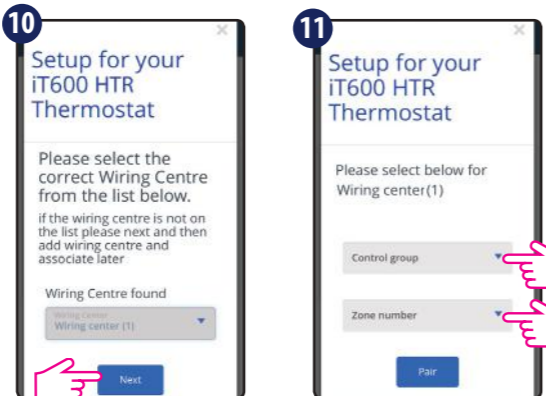 10
×
Setup for your
iT600 HTR
Thermostat
Please select the
correct Wiring Centre
from the list below.
if the wiring centre is not on
the list please next and then
add wiring centre and
associate later
Wiring Centre found
Wiring Center
Wiring center (1)
Next
11
×
Setup for your
iT600 HTR
Thermostat
Please select below for
Wiring center(1)
Control group
Zone number
Pair